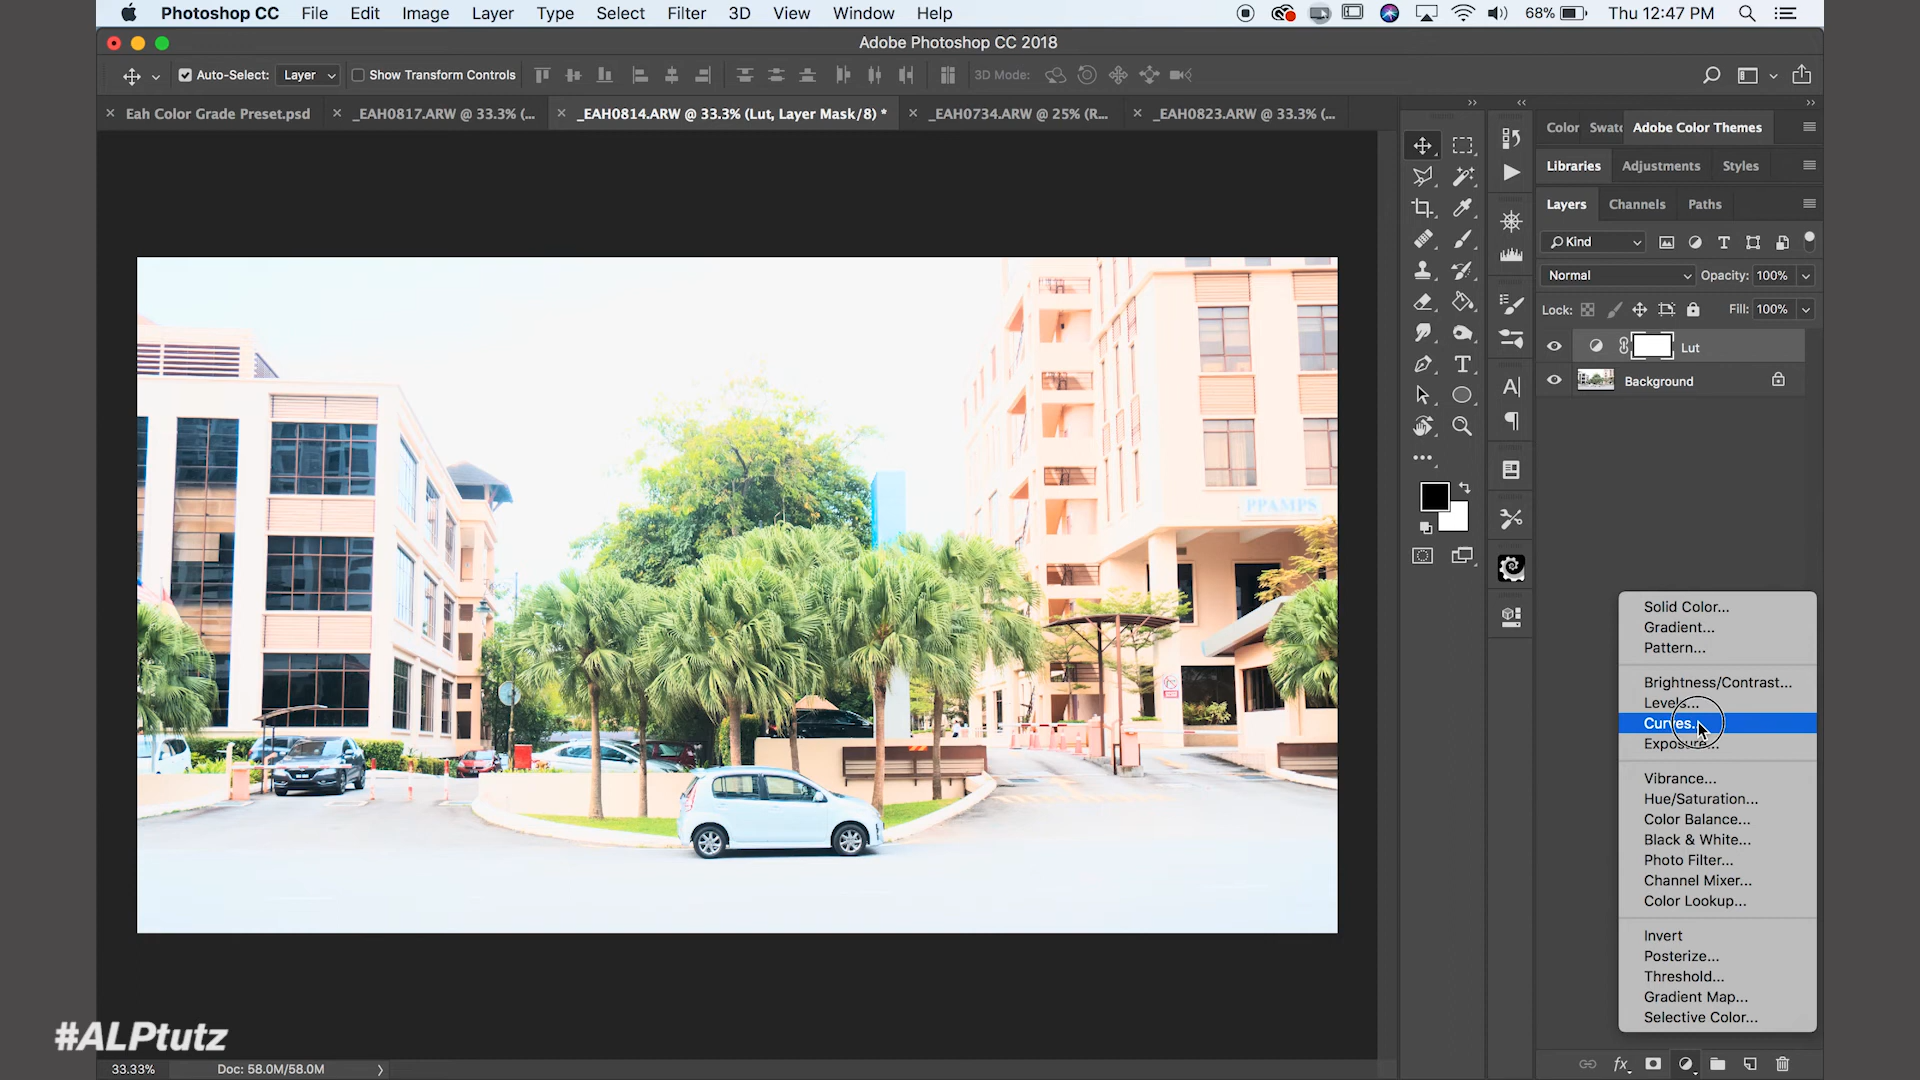 Photoshop CC File Edit Image Layer Type Select Filter 3D View Window Help 68% Thu 12:47 PM
Adobe Photoshop CC 2018
Auto-Select: Layer Show Transform Controls 3D Mode:
Eah Color Grade Preset.psd _EAH0817.ARW @ 33.3% (... _EAH0814.ARW @ 33.3% (Lut, Layer Mask/8) * _EAH0734.ARW @ 25% (R... _EAH0823.ARW @ 33.3% (...
Color Swatc Adobe Color Themes
Libraries Adjustments Styles
Layers Channels Paths
Kind
Normal Opacity: 100%
Lock: Fill: 100%
Lut
Background
PPAMPS
Solid Color...
Gradient...
Pattern...
Brightness/Contrast...
Levels...
Curves...
Exposure...
Vibrance...
Hue/Saturation...
Color Balance...
Black & White...
Photo Filter...
Channel Mixer...
Color Lookup...
Invert
Posterize...
Threshold...
Gradient Map...
Selective Color...
#ALPtutz
33.33% Doc: 58.0M/58.0M
fx